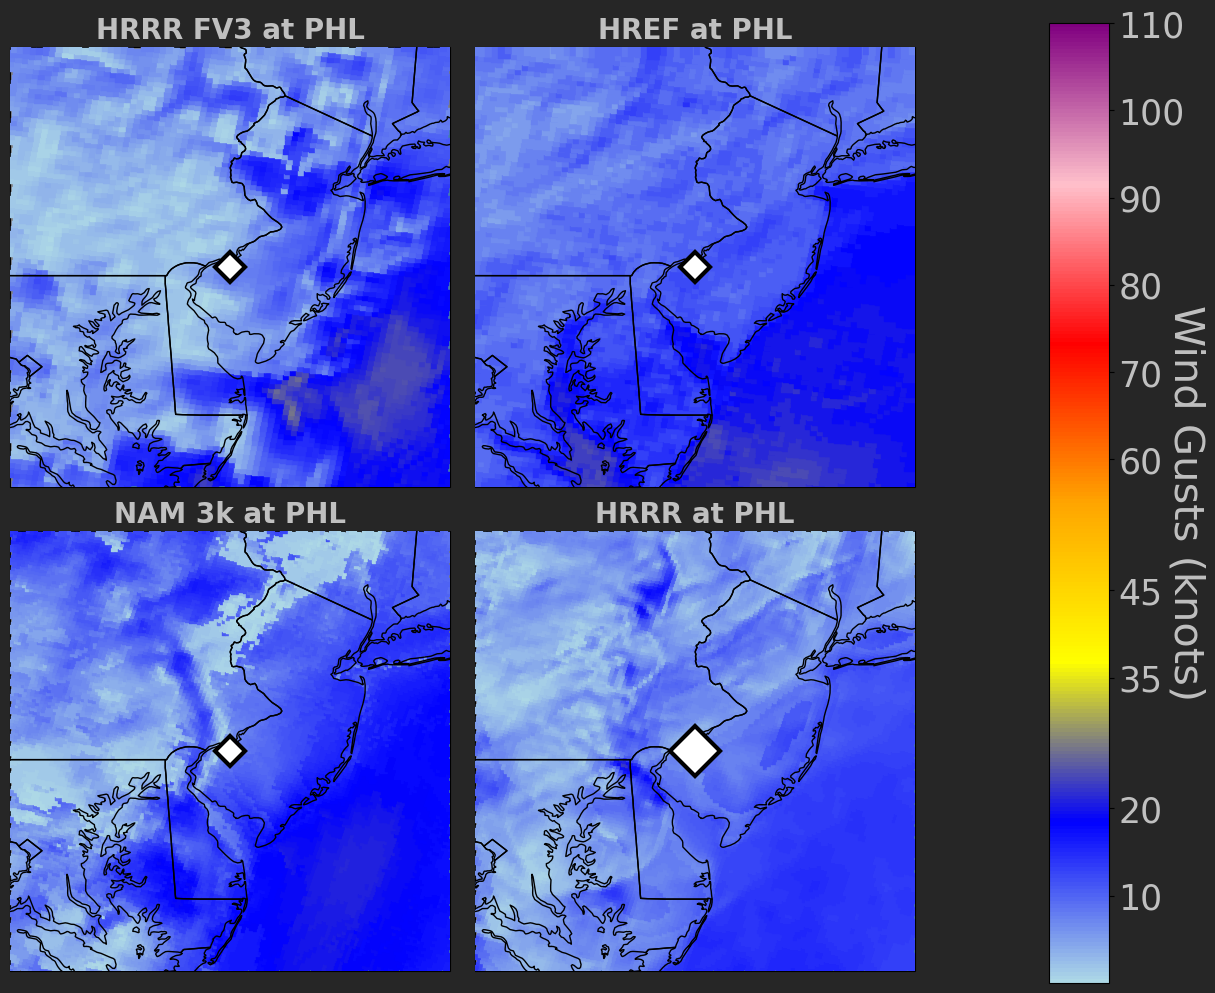 HRRR FV3 at PHL
HREF at PHL
NAM 3k at PHL
HRRR at PHL
110
100
90
80
70
60
45
35
20
10
Wind Gusts (knots)